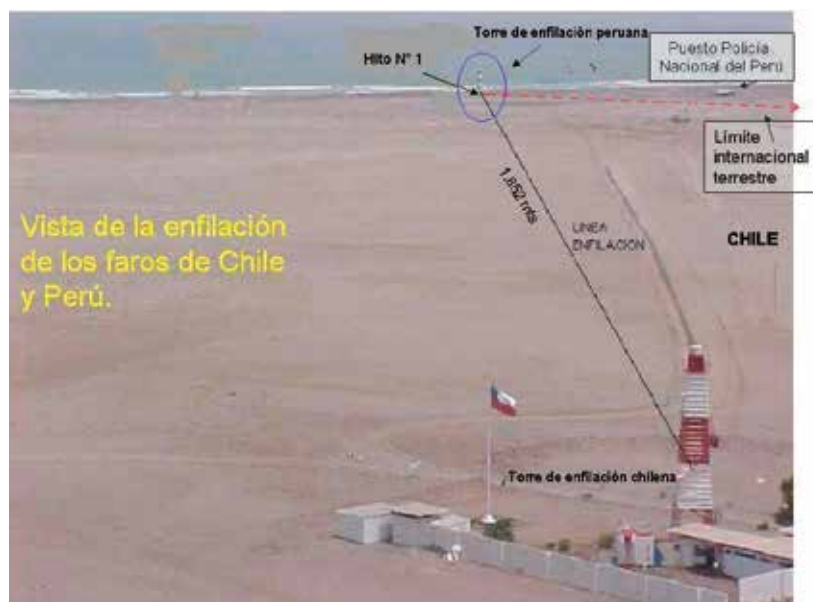 Torre de enfilación peruana
Hito N° 1
Puesto Policía
Nacional del Perú
Límite
internacional
terrestre
1,852 mts
Vista de la enfilación
de los faros de Chile
y Perú.
LINEA
ENFILACIÓN
CHILE
Torre de enfilación chilena